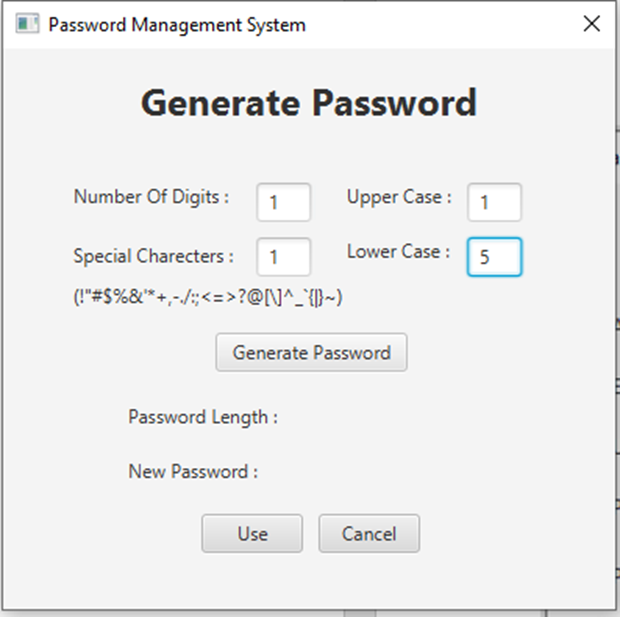 Password Management System
Generate Password
Number Of Digits : 1 Upper Case : 1
Special Charecters : 1 Lower Case : 5
(!"#$%&'*+,-./:;<=>?@[\]^_`{|}~)
Generate Password
Password Length :
New Password :
Use Cancel